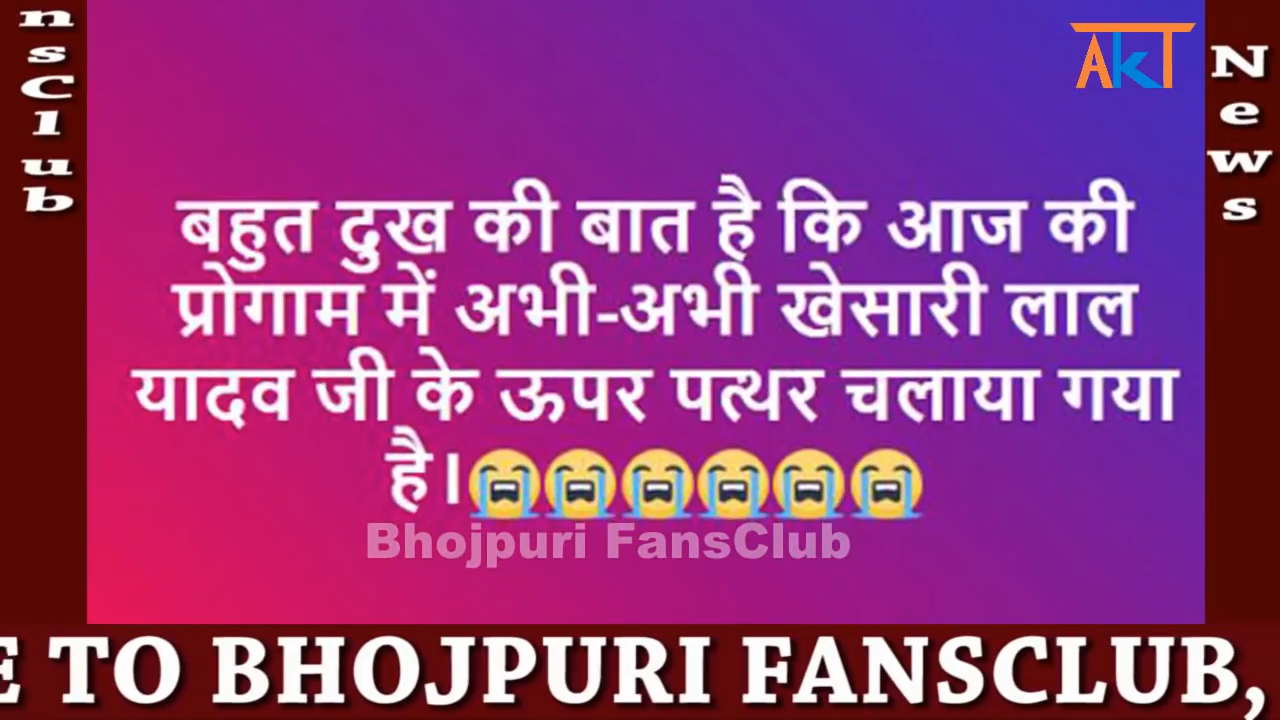 nsClub
AkT
News
बहुत दुख की बात है कि आज की
प्रोगाम में अभी-अभी खेसारी लाल
यादव जी के ऊपर पत्थर चलाया गया
है।😭😭😭😭😭😭
Bhojpuri FansClub
E TO BHOJPURI FANSCLUB,